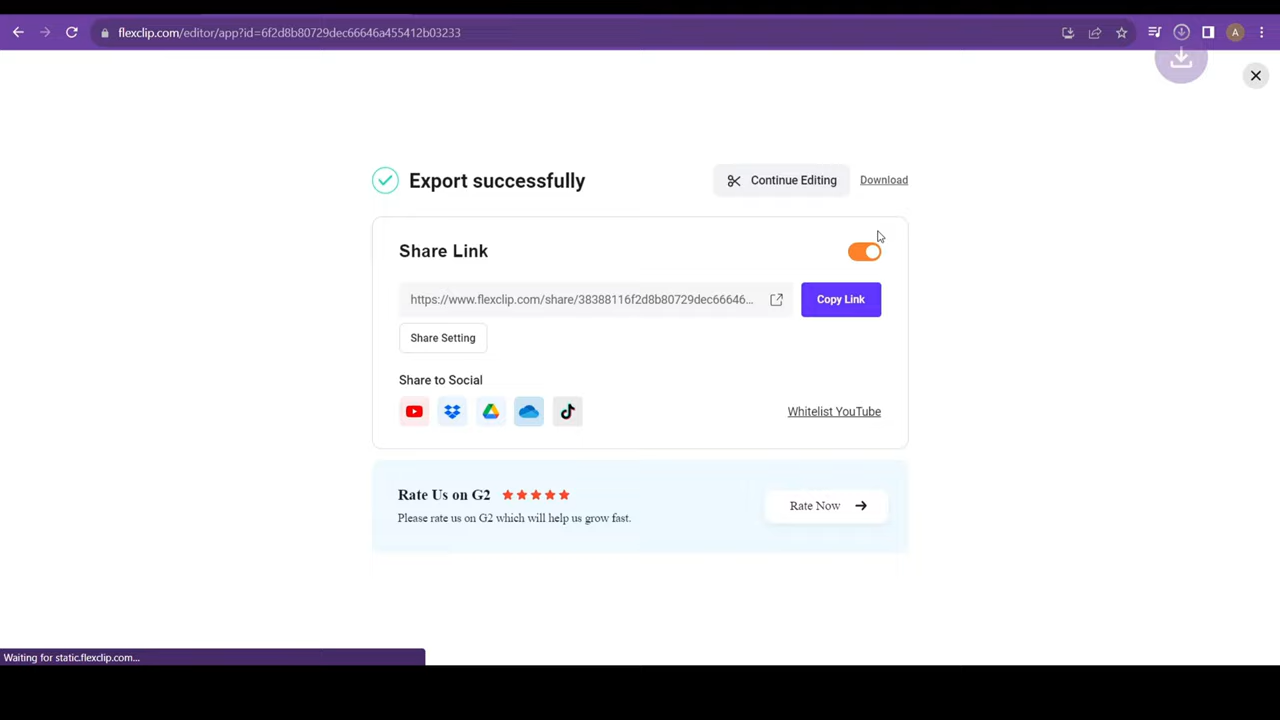 flexclip.com/editor/app?id=6f2d8b80729dec66646a455412b03233
A
Export successfully
Continue Editing
Download
Share Link
https://www.flexclip.com/share/38388116f2d8b80729dec66646...
Copy Link
Share Setting
Share to Social
Whitelist YouTube
Rate Us on G2
Please rate us on G2 which will help us grow fast.
Rate Now
Waiting for static.flexclip.com...